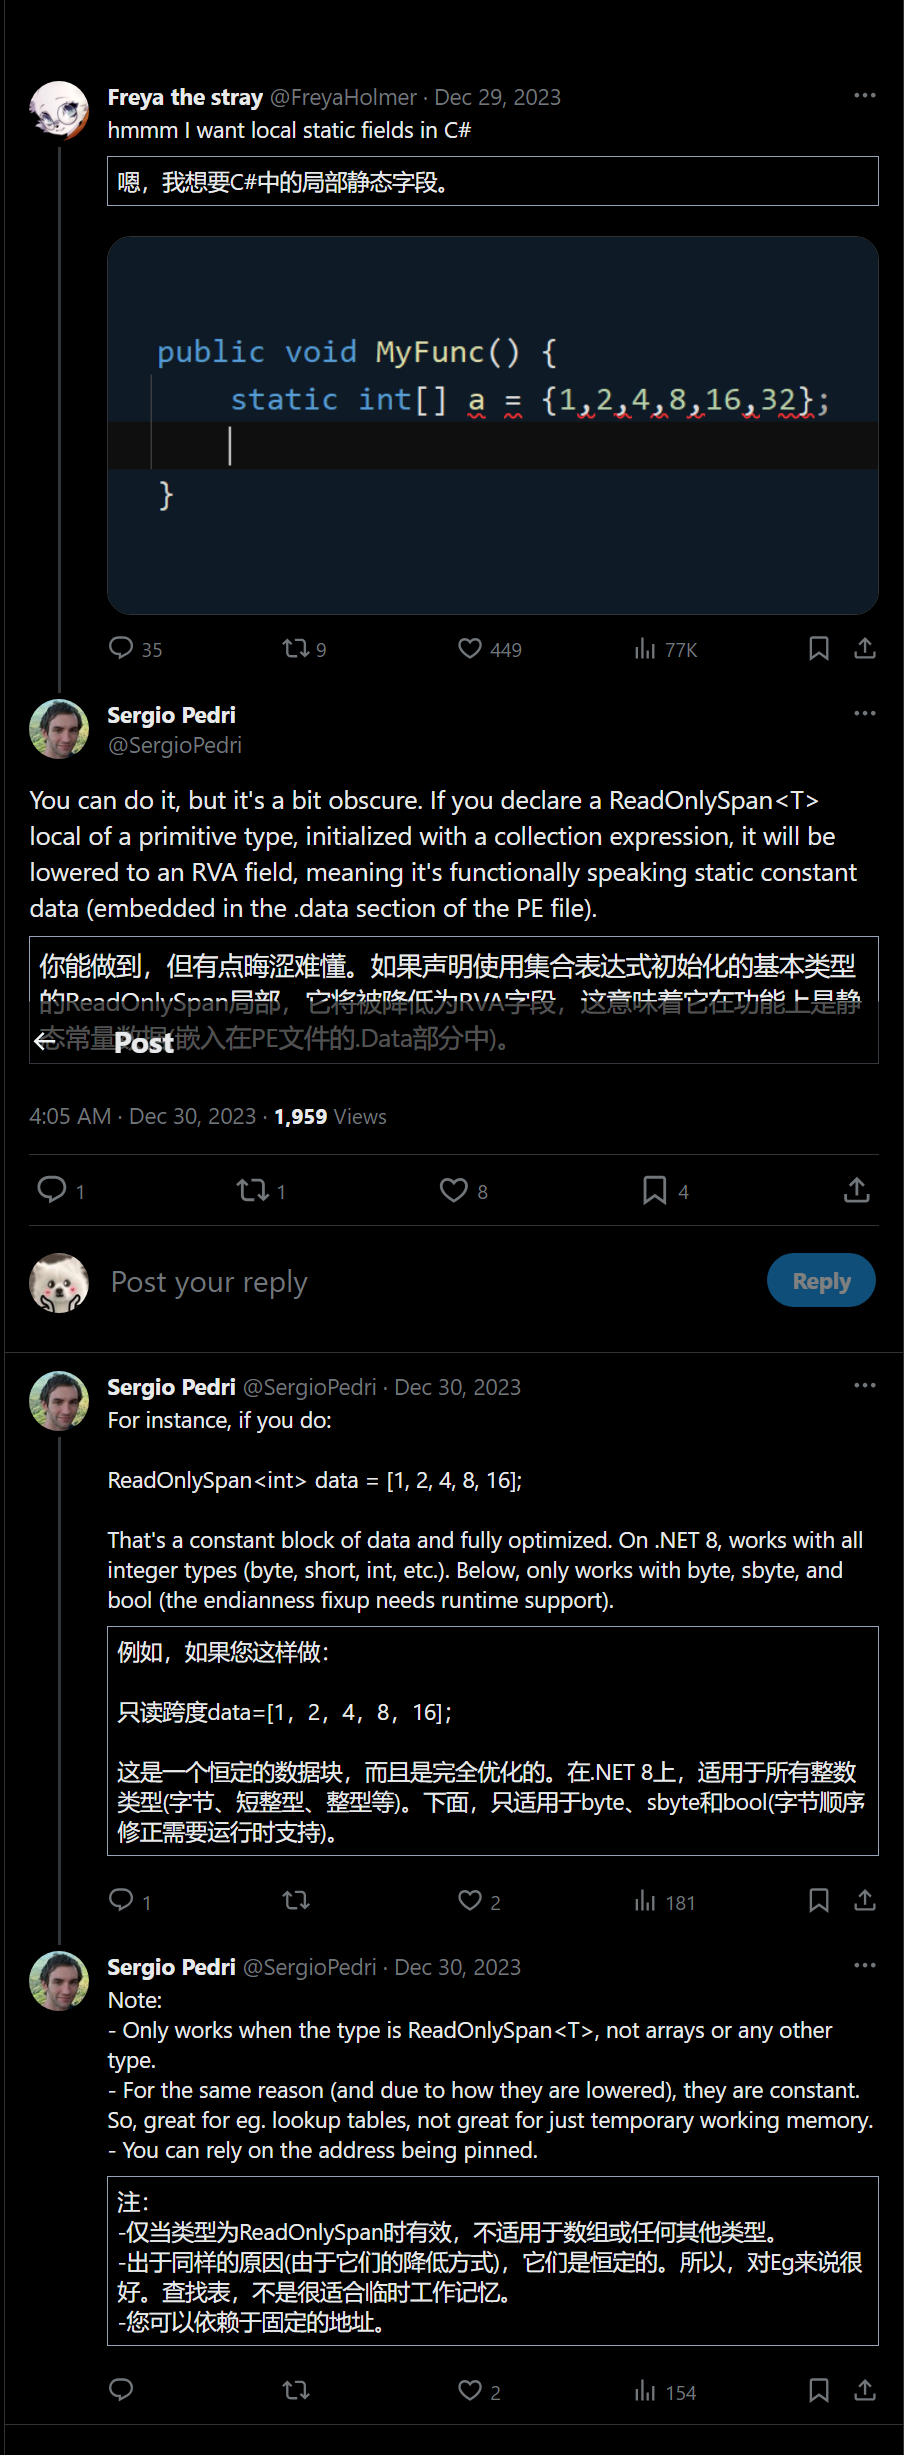 Freya the stray @FreyaHolmer · Dec 29, 2023
hmmm I want local static fields in C#
嗯，我想要C#中的局部静态字段。
public void MyFunc() {
static int[] a = {1,2,4,8,16,32};
}
35 9 449 77K
Sergio Pedri
@SergioPedri
You can do it, but it's a bit obscure. If you declare a ReadOnlySpan<T>
local of a primitive type, initialized with a collection expression, it will be
lowered to an RVA field, meaning it's functionally speaking static constant
data (embedded in the .data section of the PE file).
你能做到，但有点晦涩难懂。如果声明使用集合表达式初始化的基本类型
的ReadOnlySpan局部，它将被降低为RVA字段，这意味着它在功能上是静
态常量数据(嵌入在PE文件的.Data部分中)。
Post
4:05 AM · Dec 30, 2023 · 1,959 Views
1 1 8 4
Post your reply
Reply
Sergio Pedri @SergioPedri · Dec 30, 2023
For instance, if you do:
ReadOnlySpan<int> data = [1, 2, 4, 8, 16];
That's a constant block of data and fully optimized. On .NET 8, works with all
integer types (byte, short, int, etc.). Below, only works with byte, sbyte, and
bool (the endianness fixup needs runtime support).
例如，如果您这样做：
只读跨度data=[1，2，4，8，16]；
这是一个恒定的数据块，而且是完全优化的。在.NET 8上，适用于所有整数
类型(字节、短整型、整型等)。下面，只适用于byte、sbyte和bool(字节顺序
修正需要运行时支持)。
1 2 181
Sergio Pedri @SergioPedri · Dec 30, 2023
Note:
- Only works when the type is ReadOnlySpan<T>, not arrays or any other
type.
- For the same reason (and due to how they are lowered), they are constant.
So, great for eg. lookup tables, not great for just temporary working memory.
- You can rely on the address being pinned.
注：
-仅当类型为ReadOnlySpan时有效，不适用于数组或任何其他类型。
-出于同样的原因(由于它们的降低方式)，它们是恒定的。所以，对Eg来说很
好。查找表，不是很适合临时工作记忆。
-您可以依赖于固定的地址。
2 154